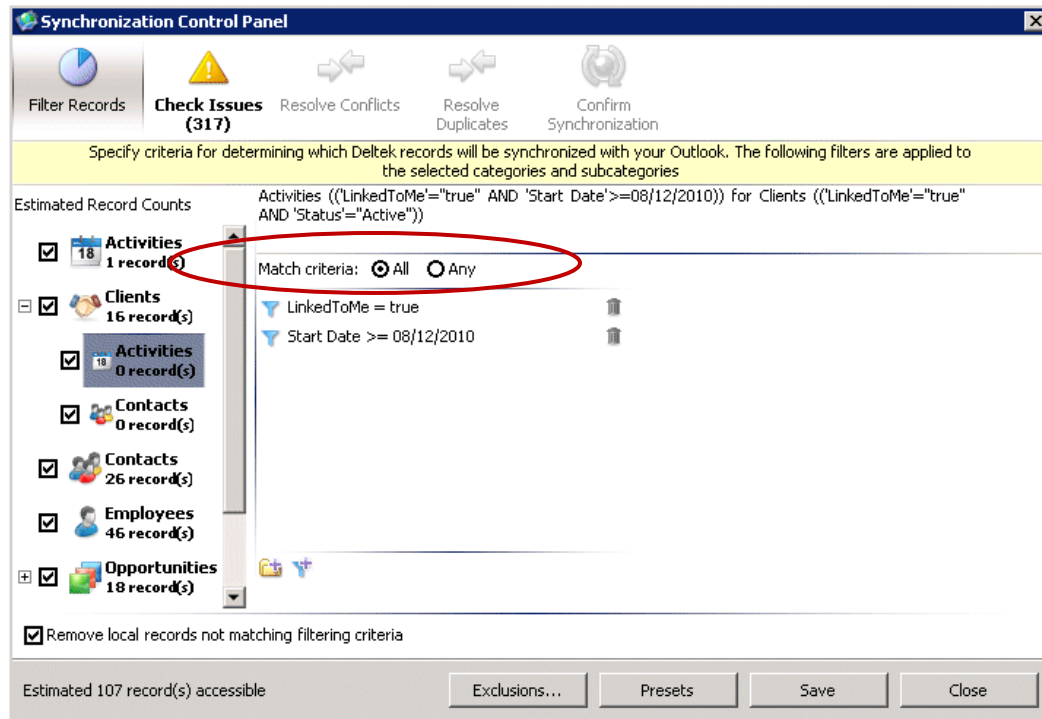 Synchronization Control Panel
Filter Records
Check Issues
(317)
Resolve Conflicts
Resolve
Duplicates
Confirm
Synchronization
Specify criteria for determining which Deltek records will be synchronized with your Outlook. The following filters are applied to
the selected categories and subcategories
Estimated Record Counts
Activities (('LinkedToMe'="true" AND 'Start Date'>=08/12/2010)) for Clients (('LinkedToMe'="true"
AND 'Status'="Active"))
18
Activities
1 record(s)
Clients
16 record(s)
18
Activities
0 record(s)
Contacts
0 record(s)
Contacts
26 record(s)
Employees
46 record(s)
Opportunities
18 record(s)
Match criteria: All Any
LinkedToMe = true
Start Date >= 08/12/2010
Remove local records not matching filtering criteria
Estimated 107 record(s) accessible
Exclusions...
Presets
Save
Close